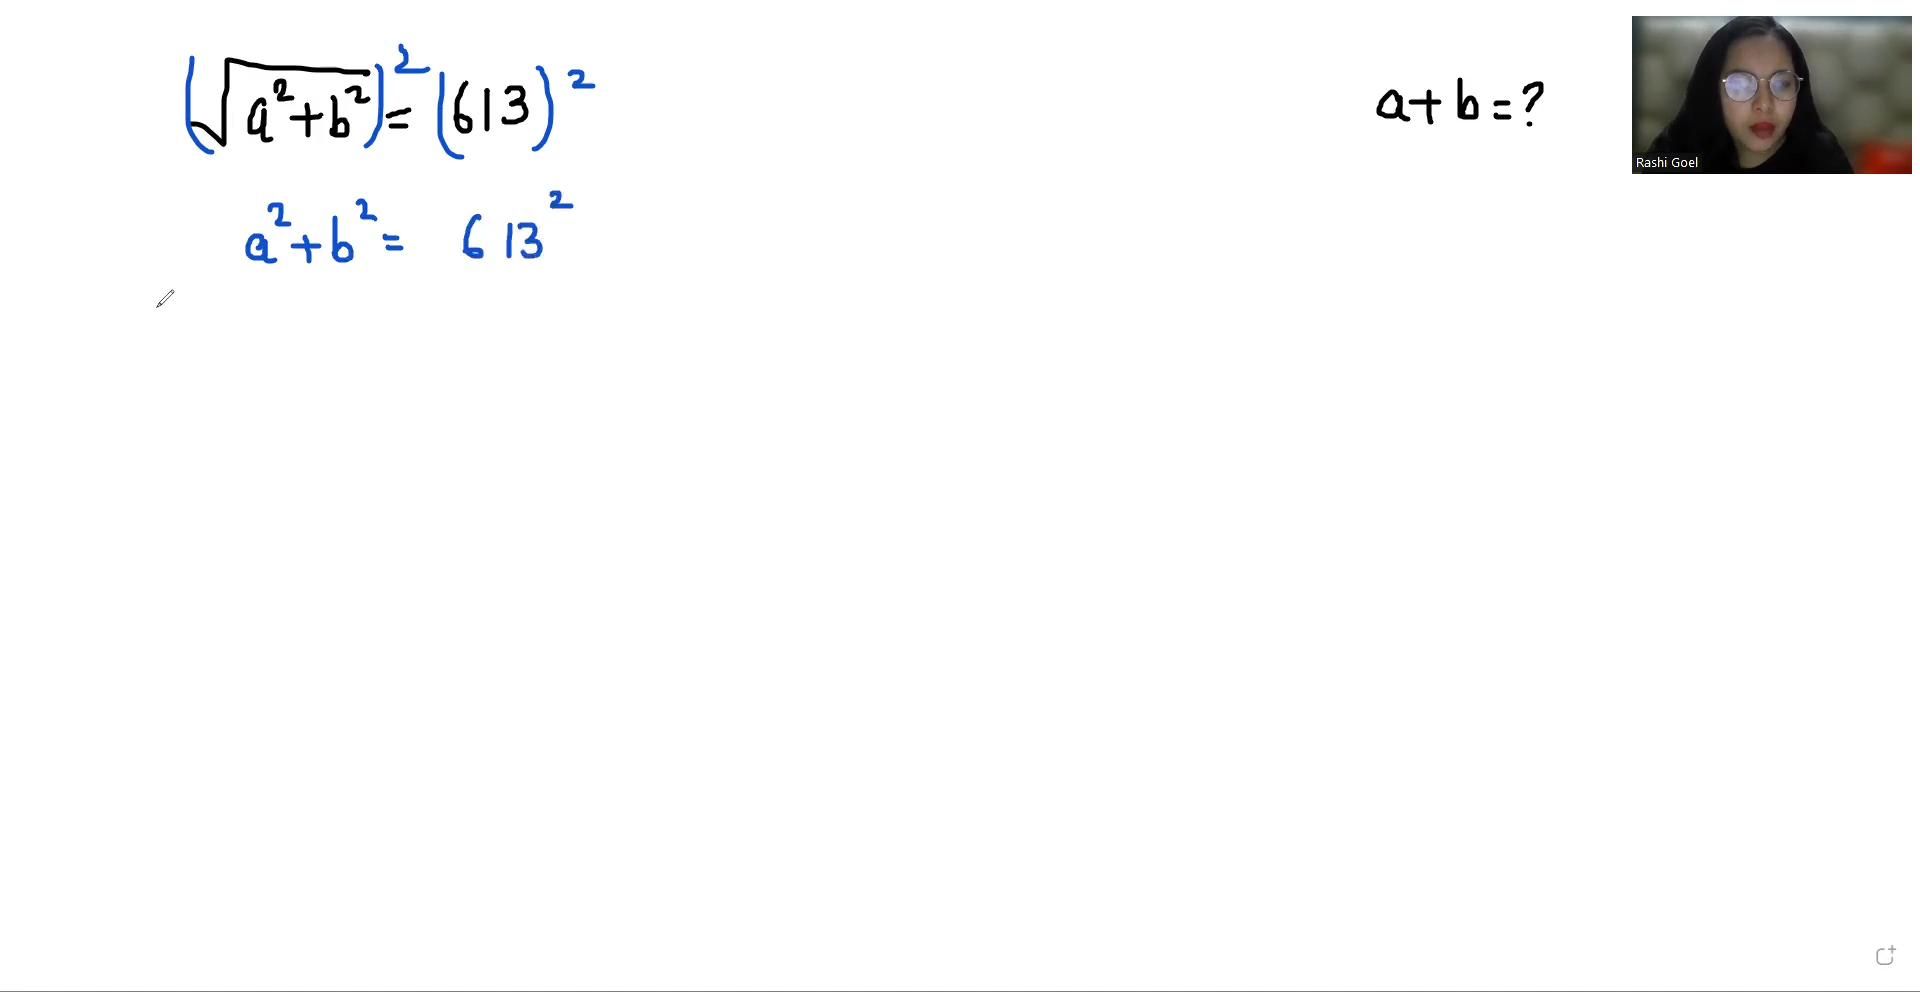 (√a²+b²)² = (613)²
a+b=?
Rashi Goel
a²+b² = 613²